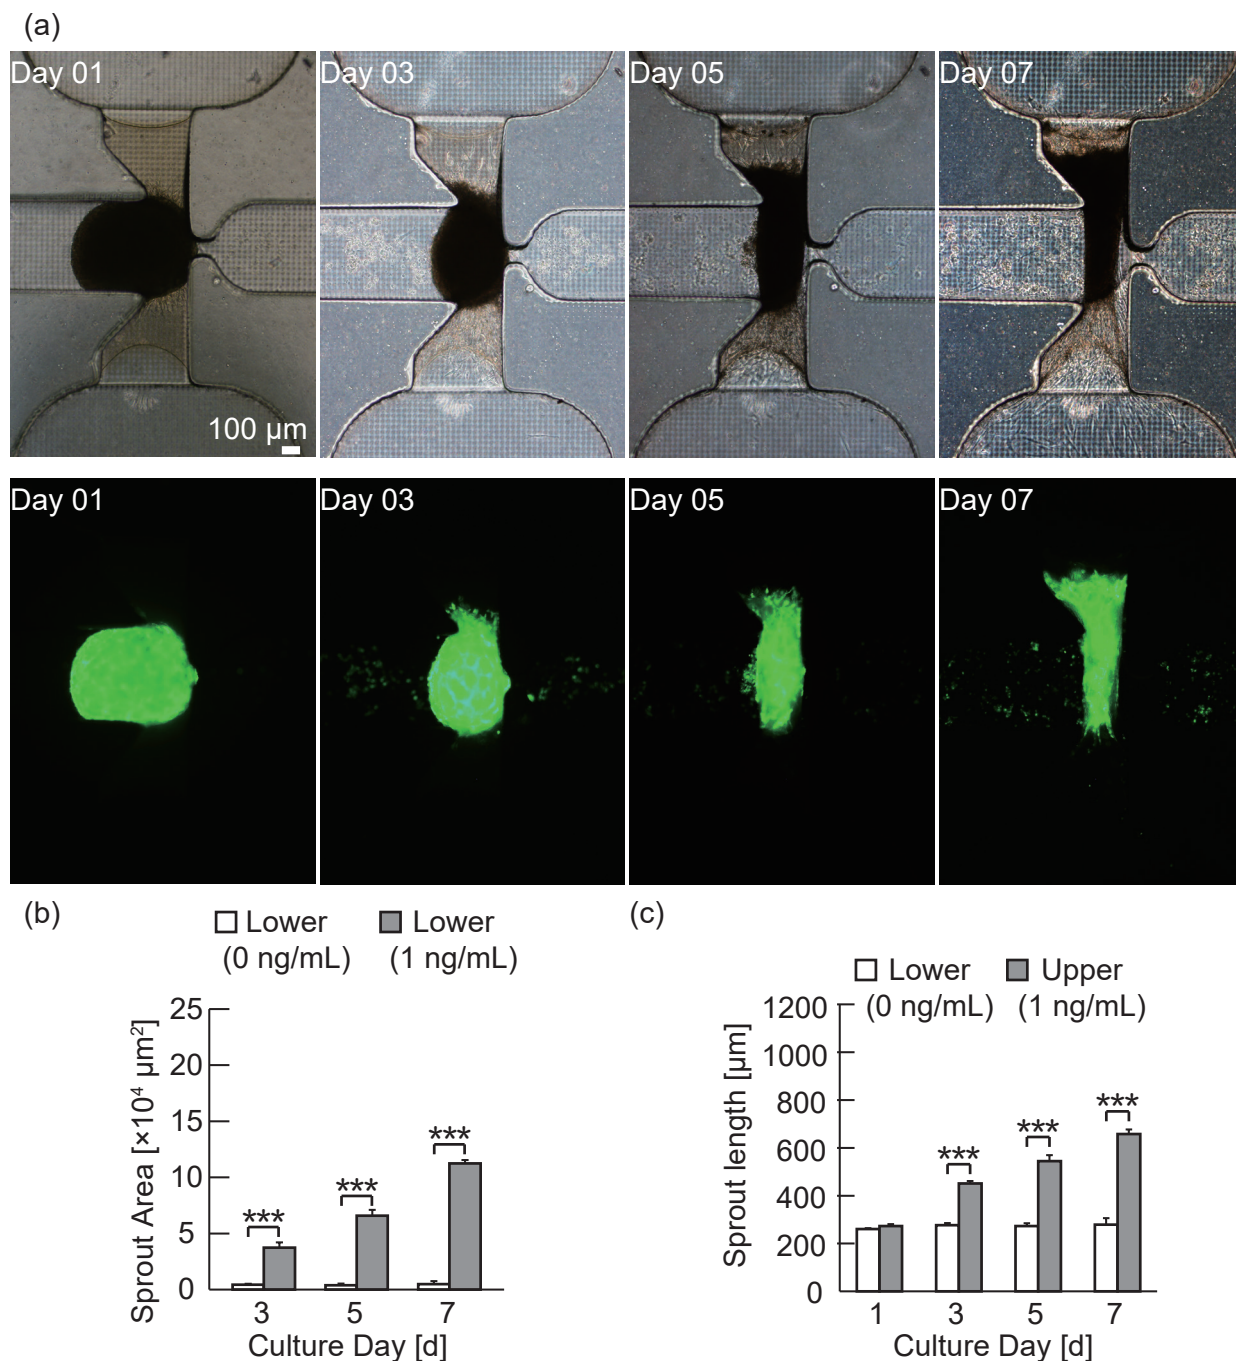 (a)
Day 01
Day 03
Day 05
Day 07
100 µm
Day 01
Day 03
Day 05
Day 07
(b)
Lower
(0 ng/mL)
Lower
(1 ng/mL)
Sprout Area [×10⁴ µm²]
25
20
15
10
5
0
***
***
***
3
5
7
Culture Day [d]
(c)
Lower
(0 ng/mL)
Upper
(1 ng/mL)
Sprout length [µm]
1200
1000
800
600
400
200
0
***
***
***
1
3
5
7
Culture Day [d]